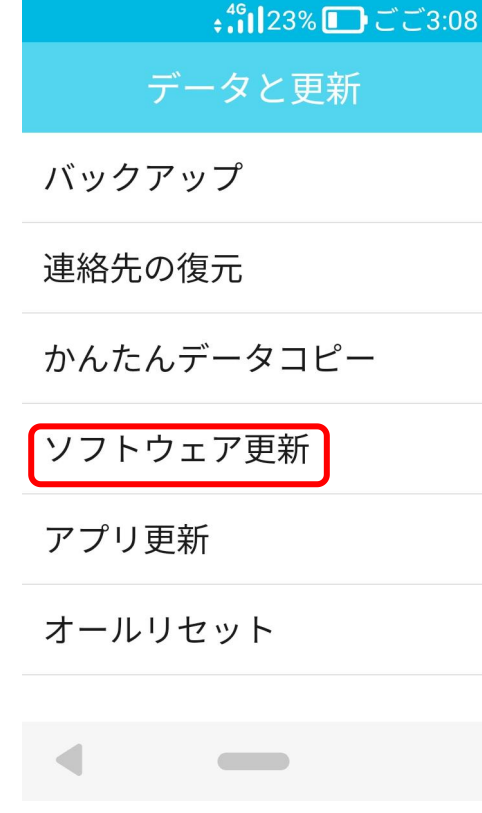 4G 23% ごご3:08
データと更新
バックアップ
連絡先の復元
かんたんデータコピー
ソフトウェア更新
アプリ更新
オールリセット